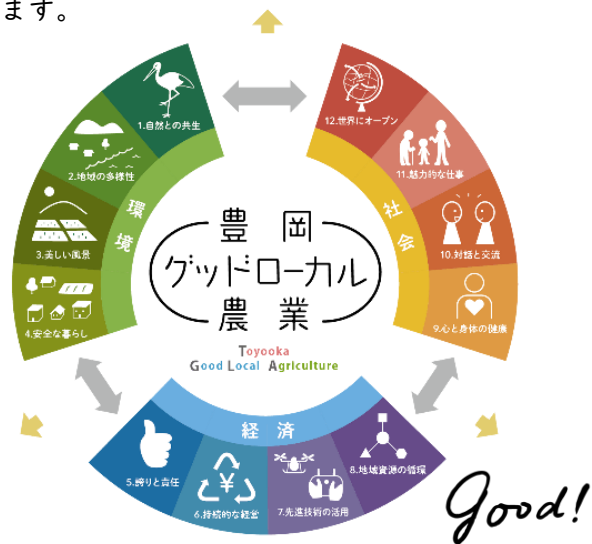 ます。
1.自然との共生
2.地域の多様性
3.美しい風景
4.安全な暮らし
環境
12.世界にオープン
11.魅力的な仕事
10.対話と交流
9.心と身体の健康
社会
豊岡
グッドローカル
農業
Toyooka
Good Local Agriculture
経済
5.誇りと責任
6.持続的な経営
7.先進技術の活用
8.地域資源の循環
¥
Good!